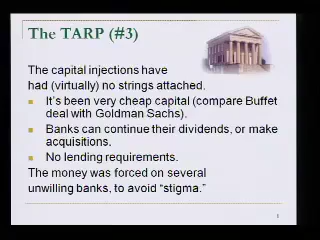 The TARP (#3)
The capital injections have
had (virtually) no strings attached.
It's been very cheap capital (compare Buffet
deal with Goldman Sachs).
Banks can continue their dividends, or make
acquisitions.
No lending requirements.
The money was forced on several
unwilling banks, to avoid “stigma.”